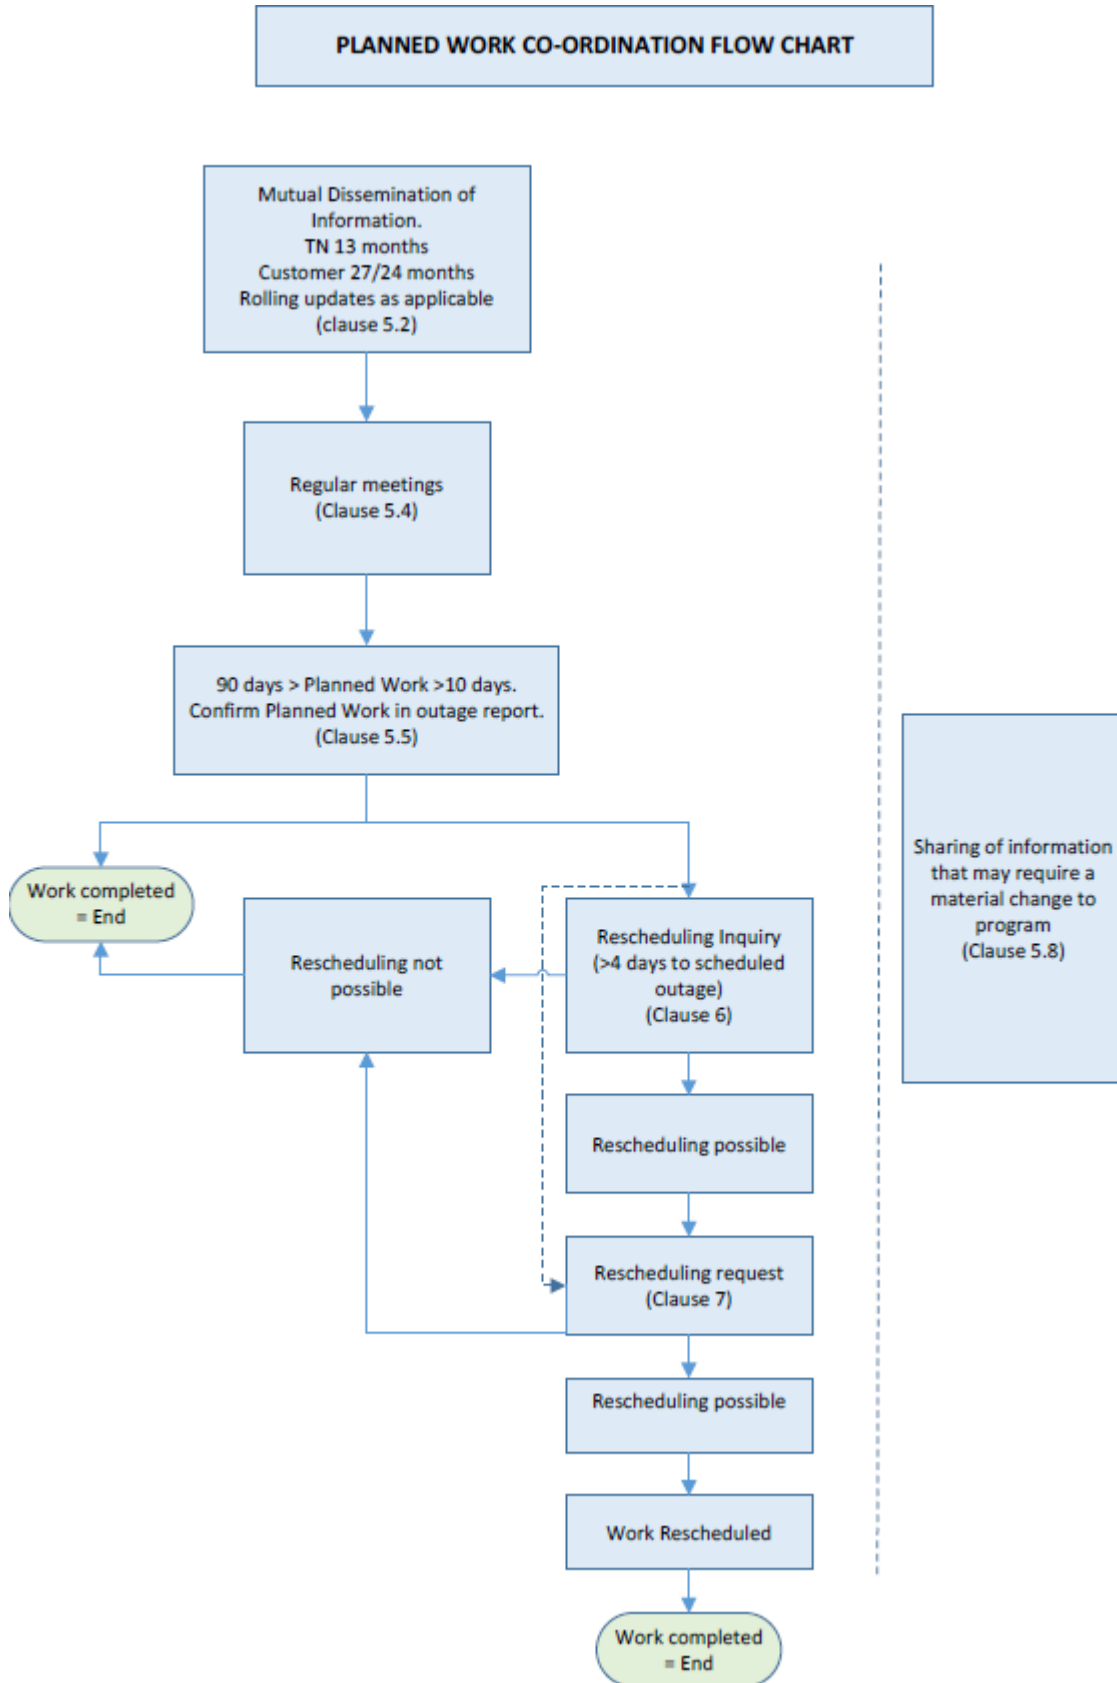 PLANNED WORK CO-ORDINATION FLOW CHART
Mutual Dissemination of
Information.
TN 13 months
Customer 27/24 months
Rolling updates as applicable
(clause 5.2)
Regular meetings
(Clause 5.4)
90 days > Planned Work >10 days.
Confirm Planned Work in outage report.
(Clause 5.5)
Work completed
= End
Rescheduling not
possible
Rescheduling Inquiry
(>4 days to scheduled
outage)
(Clause 6)
Sharing of information
that may require a
material change to
program
(Clause 5.8)
Rescheduling possible
Rescheduling request
(Clause 7)
Rescheduling possible
Work Rescheduled
Work completed
= End